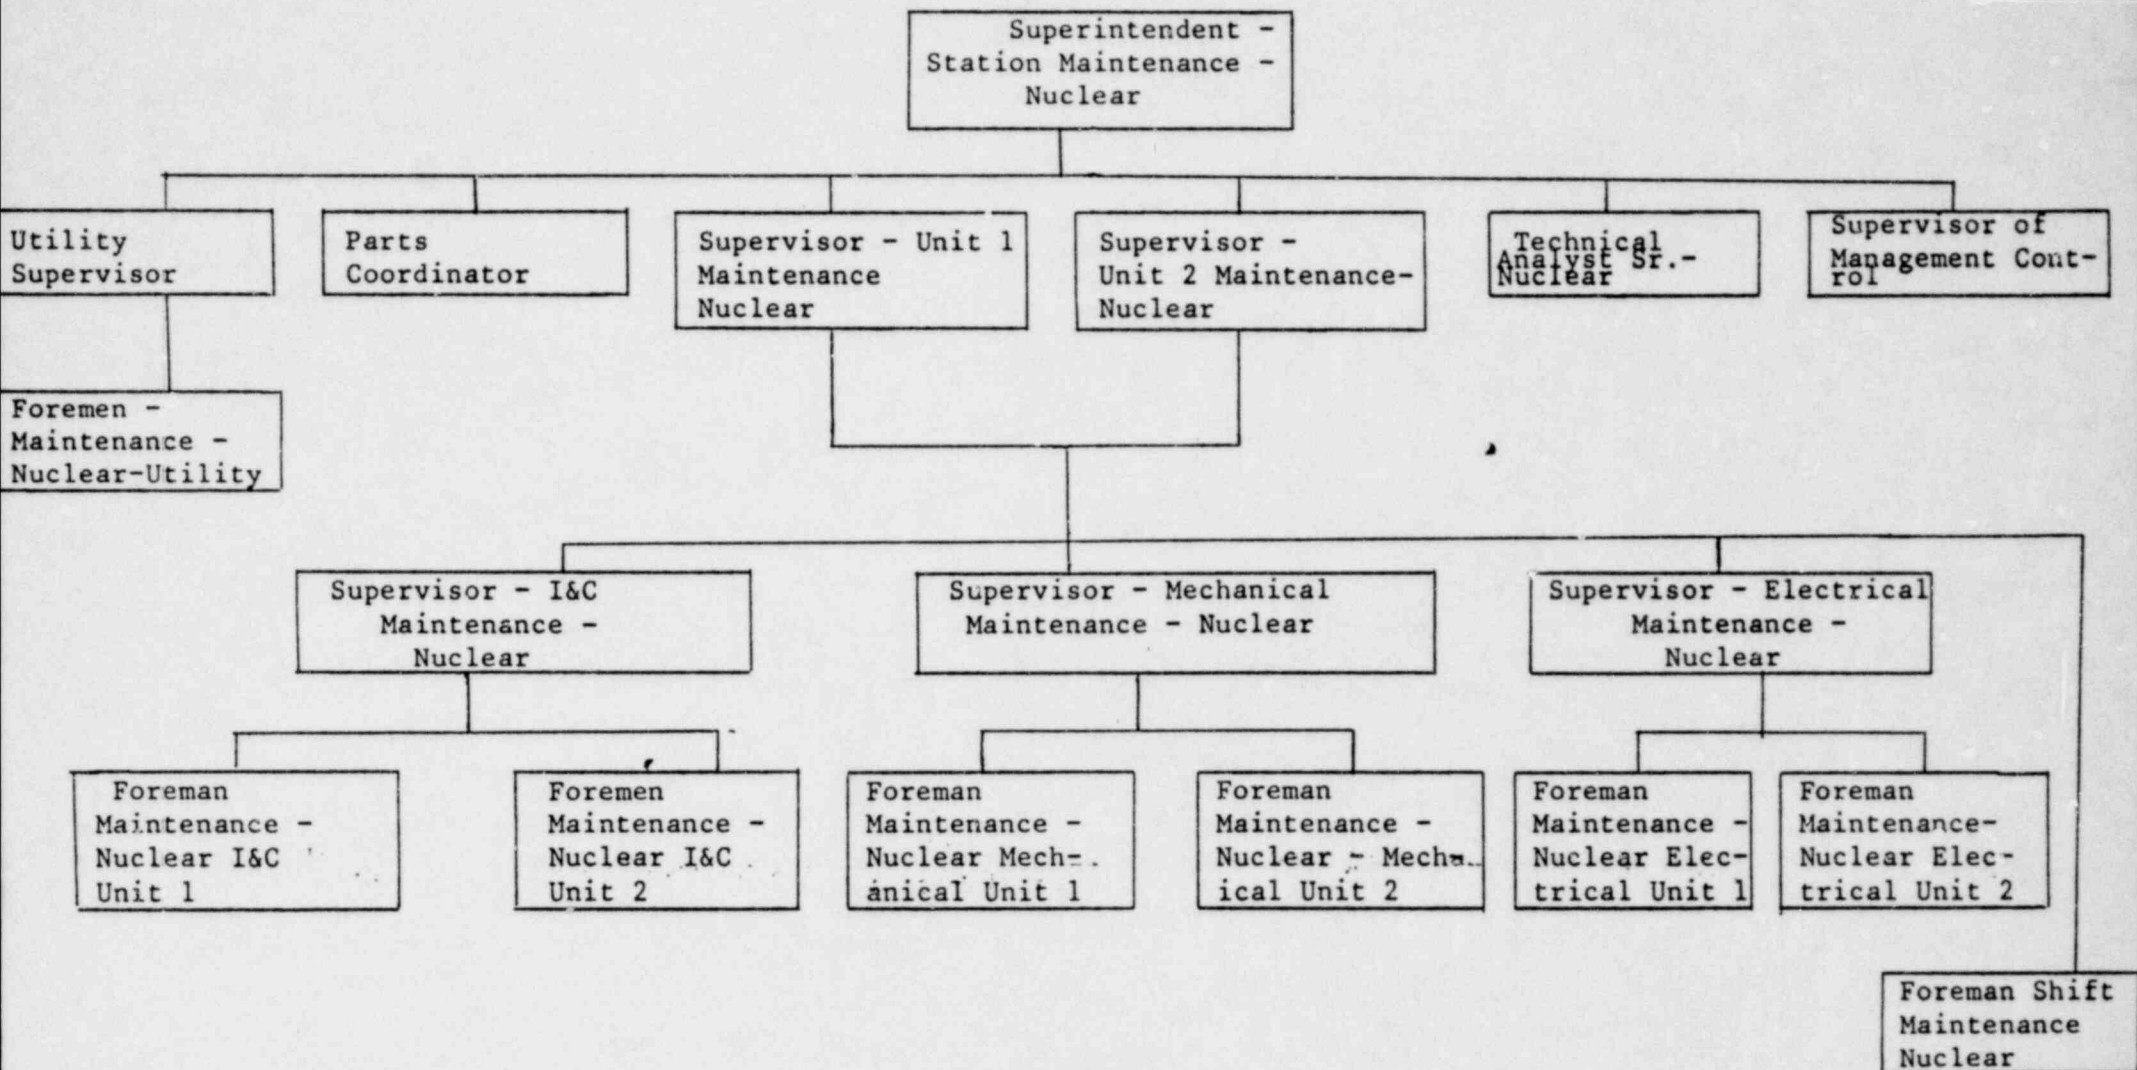 Superintendent -
Station Maintenance -
Nuclear
Utility
Supervisor
Parts
Coordinator
Supervisor - Unit 1
Maintenance
Nuclear
Supervisor -
Unit 2 Maintenance-
Nuclear
Technical
Analyst Sr.-
Nuclear
Supervisor of
Management Cont-
rol
Foremen -
Maintenance -
Nuclear-Utility
Supervisor - I&C
Maintenance -
Nuclear
Supervisor - Mechanical
Maintenance - Nuclear
Supervisor - Electrical
Maintenance -
Nuclear
Foreman
Maintenance -
Nuclear I&C
Unit 1
Foremen
Maintenance -
Nuclear I&C
Unit 2
Foreman
Maintenance -
Nuclear Mech-
anical Unit 1
Foreman
Maintenance -
Nuclear - Mech
ical Unit 2
Foreman
Maintenance -
Nuclear Elec-
trical Unit 1
Foreman
Maintenance-
Nuclear Elec-
trical Unit 2
Foreman Shift
Maintenance
Nuclear